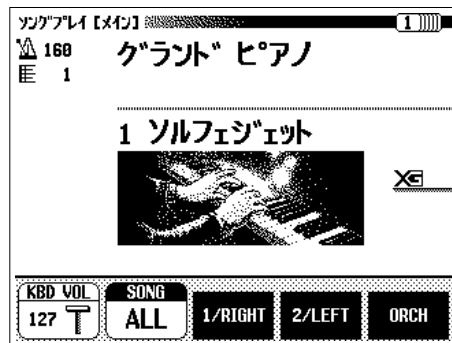 ソングプレイ [メイン]
1
160
グランド ピアノ
1
1 ソルフェジェット
XG
KBD VOL
127
SONG
ALL
1/RIGHT
2/LEFT
ORCH